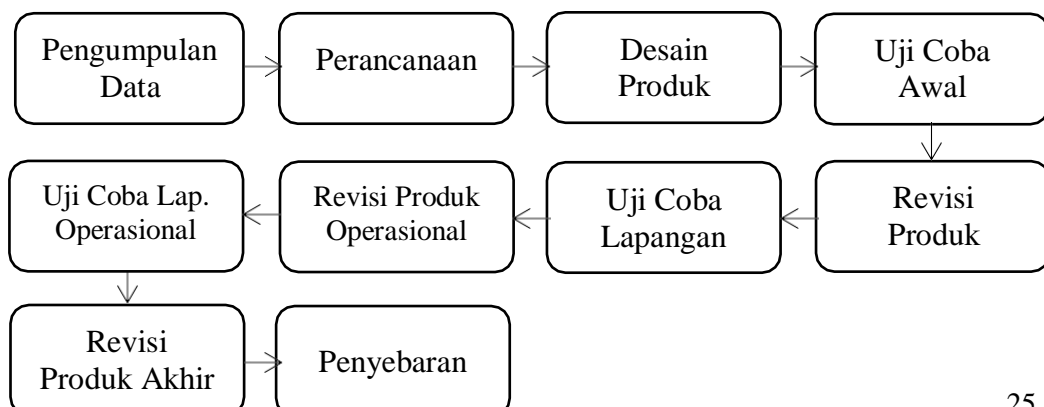 Pengumpulan
Data
Perancanaan
Desain
Produk
Uji Coba
Awal
Revisi
Produk
Uji Coba
Lapangan
Revisi Produk
Operasional
Uji Coba Lap.
Operasional
Revisi
Produk Akhir
Penyebaran
25